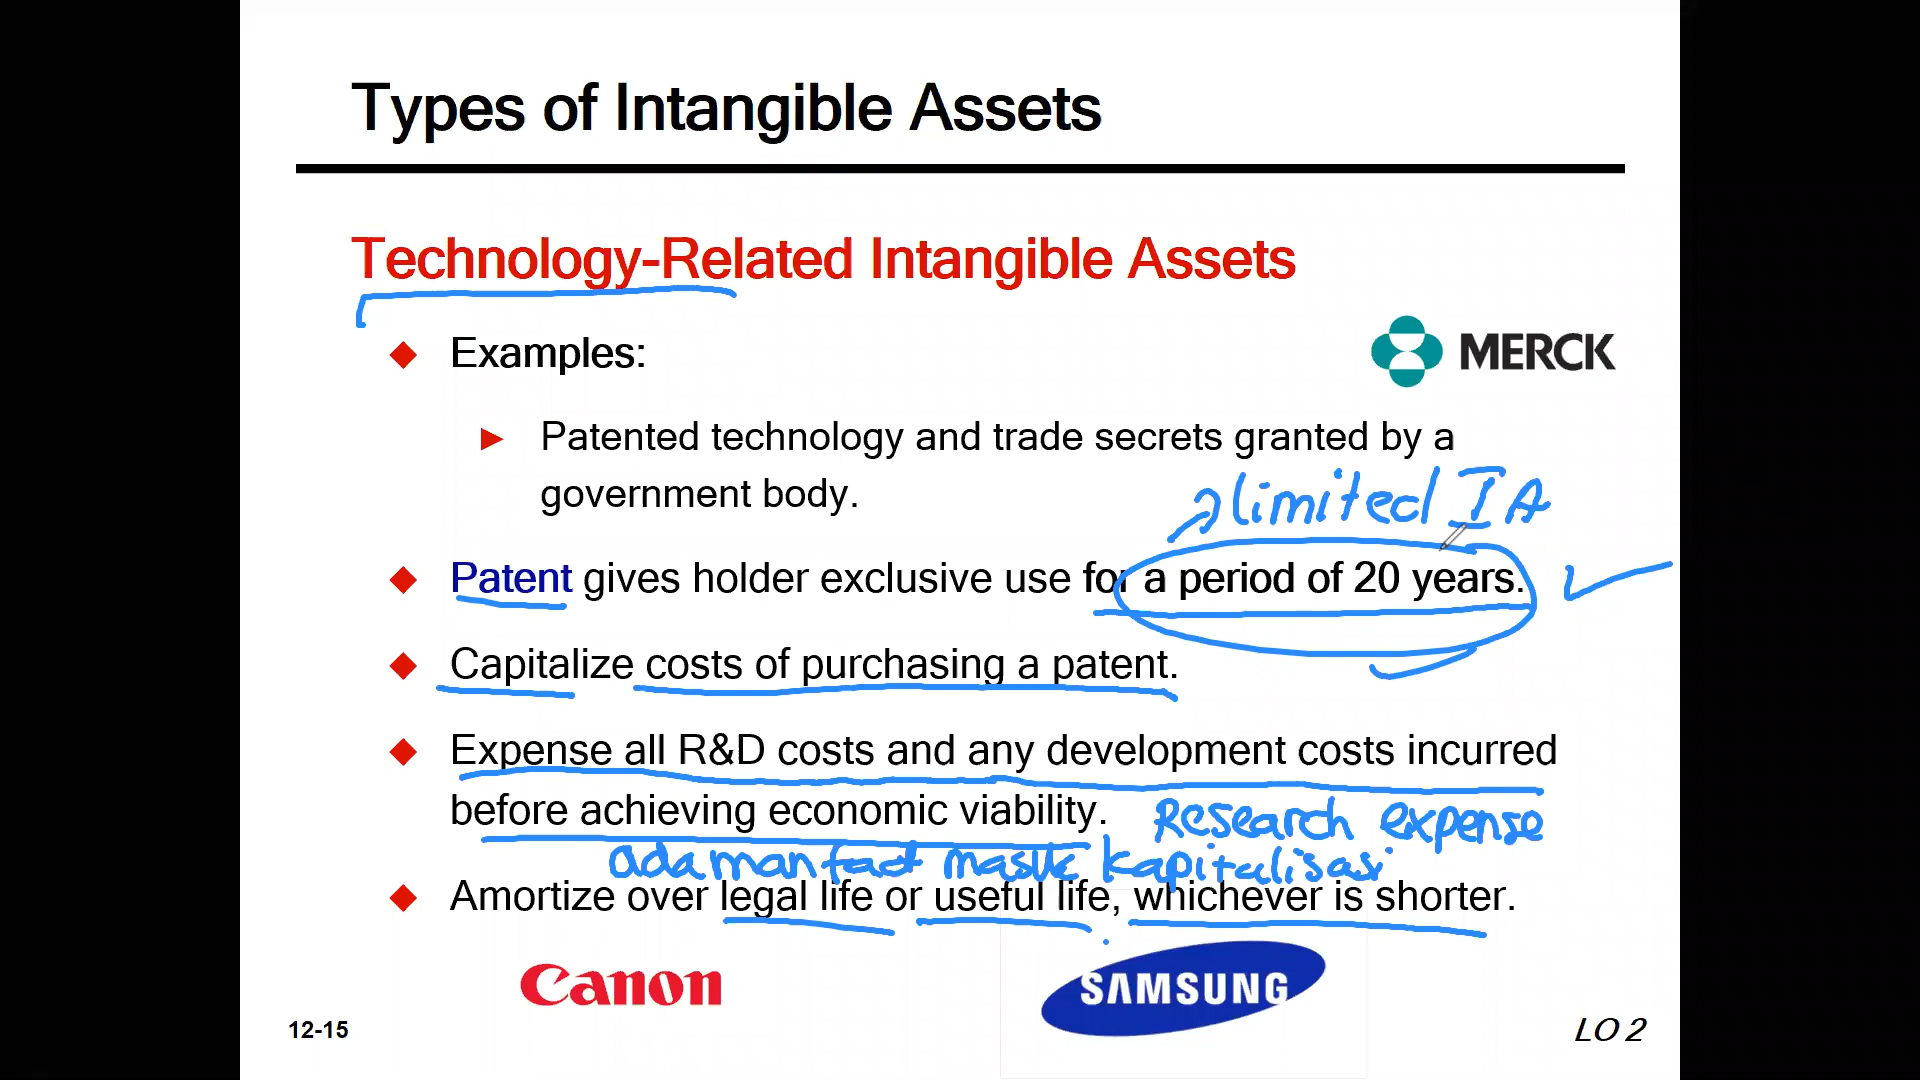 Types of Intangible Assets
Technology-Related Intangible Assets
Examples:
MERCK
Patented technology and trade secrets granted by a
government body.
limited IA
Patent gives holder exclusive use for a period of 20 years.
Capitalize costs of purchasing a patent.
Expense all R&D costs and any development costs incurred
before achieving economic viability.
Research expense
ada manfaat masuk kapitalisasi
Amortize over legal life or useful life, whichever is shorter.
Canon
SAMSUNG
12-15
LO 2